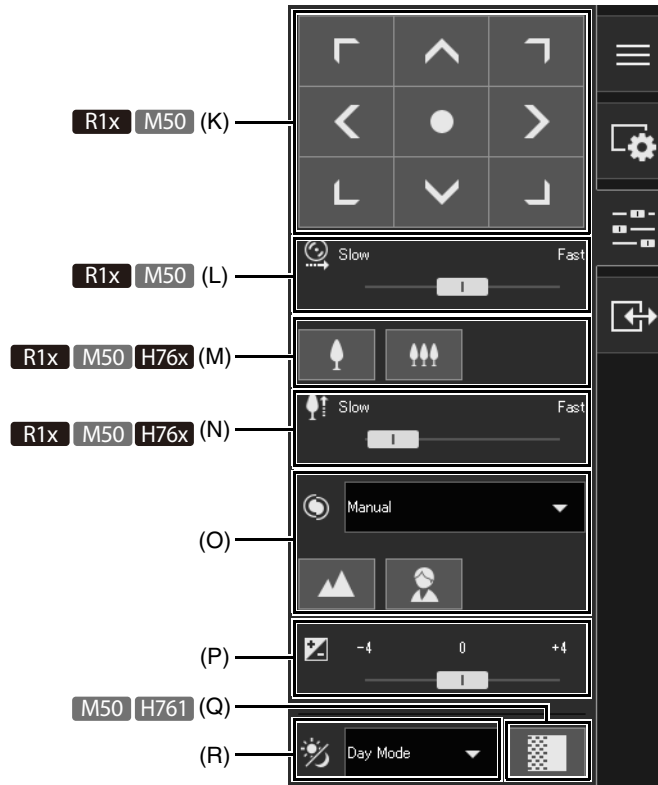 R1x M50 (K)
R1x M50 (L)
Slow Fast
R1x M50 H76x (M)
R1x M50 H76x (N)
Slow Fast
(O)
Manual
(P)
-4 0 +4
M50 H761 (Q)
(R)
Day Mode